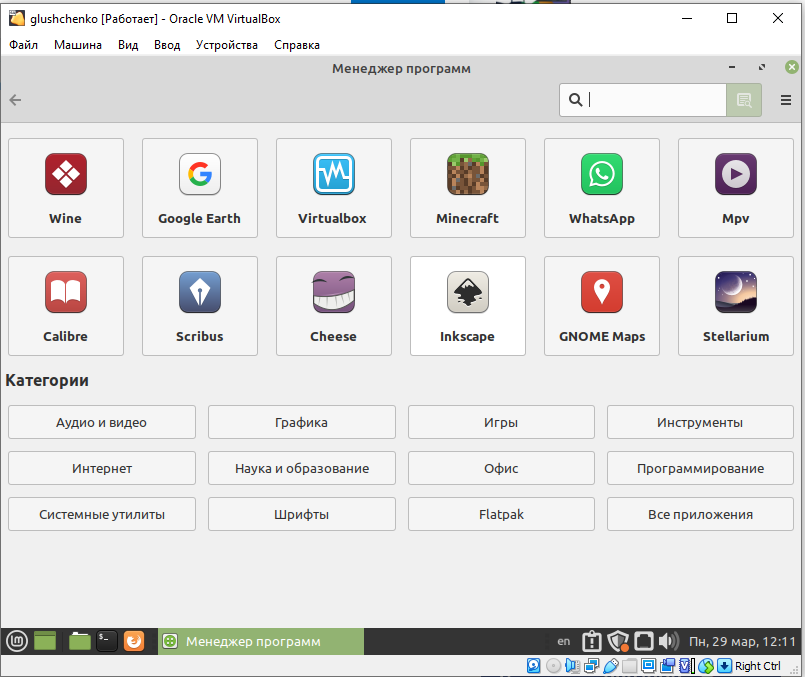 glushchenko [Работает] - Oracle VM VirtualBox
Файл Машина Вид Ввод Устройства Справка
Менеджер программ
Wine Google Earth Virtualbox Minecraft WhatsApp Mpv
Calibre Scribus Cheese Inkscape GNOME Maps Stellarium
Категории
Аудио и видео Графика Игры Инструменты
Интернет Наука и образование Офис Программирование
Системные утилиты Шрифты Flatpak Все приложения
Менеджер программ en Пн, 29 мар, 12:11
Right Ctrl